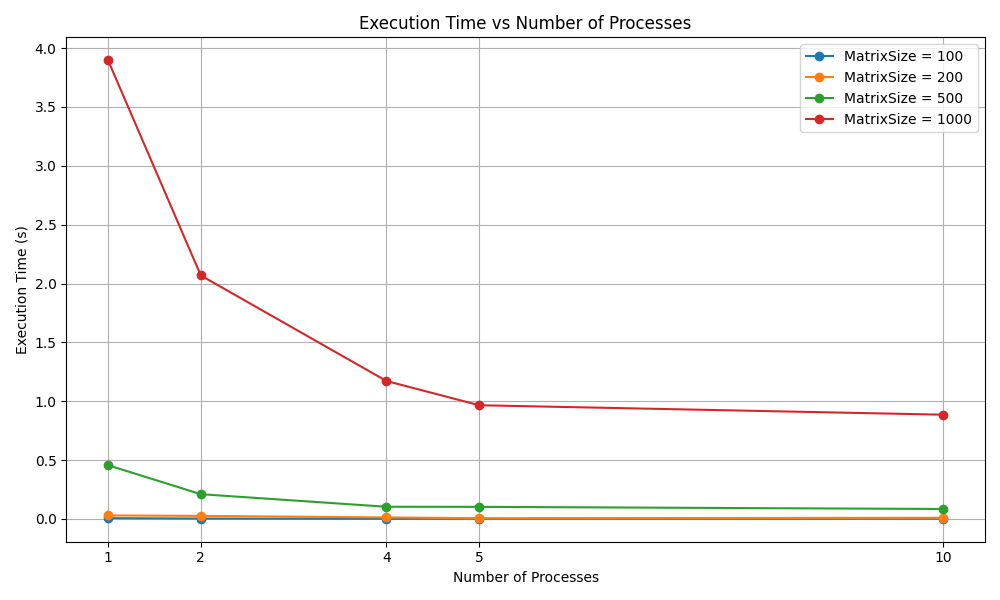 Execution Time vs Number of Processes
MatrixSize = 100
MatrixSize = 200
MatrixSize = 500
MatrixSize = 1000
Execution Time (s)
4.0
3.5
3.0
2.5
2.0
1.5
1.0
0.5
0.0
1 2 4 5 10
Number of Processes